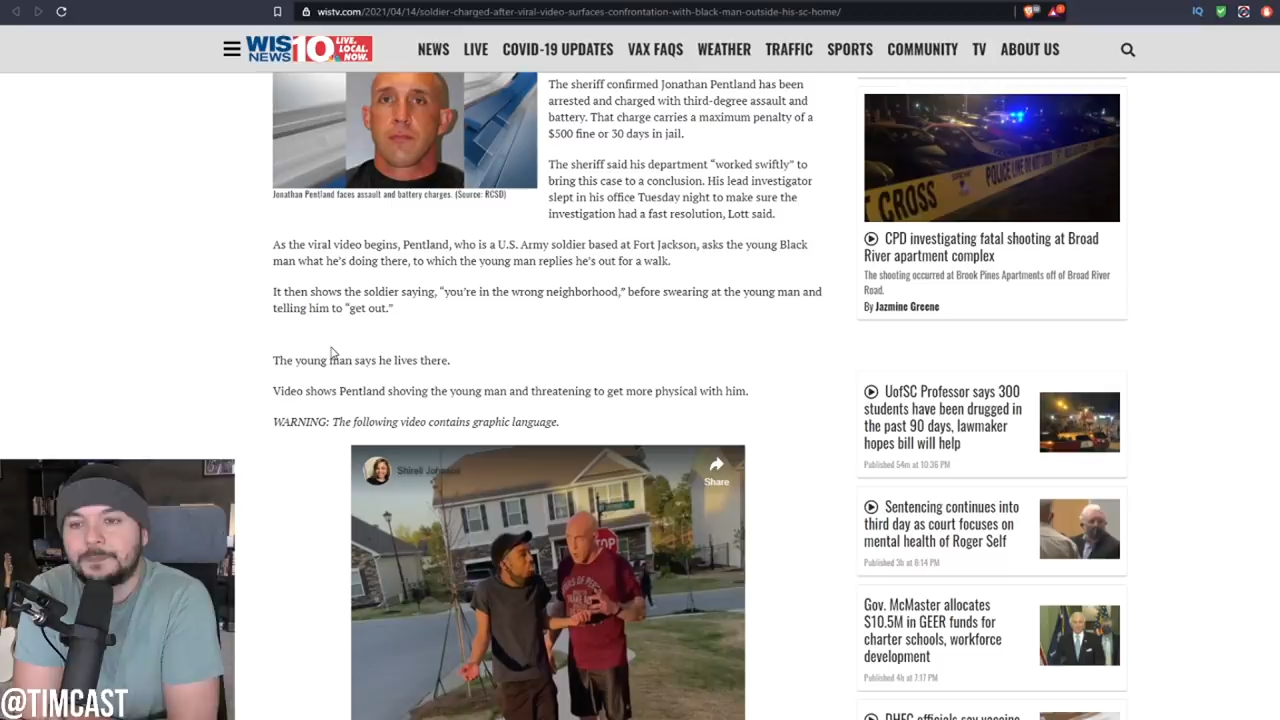 wistv.com/2021/04/14/soldier-charged-after-viral-video-surfaces-confrontation-with-black-man-outside-his-sc-home/
WIS NEWS 10 LIVE. LOCAL. NOW.
NEWS LIVE COVID-19 UPDATES VAX FAQS WEATHER TRAFFIC SPORTS COMMUNITY TV ABOUT US
Jonathan Pentland faces assault and battery charges. (Source: RCSD)
The sheriff confirmed Jonathan Pentland has been
arrested and charged with third-degree assault and
battery. That charge carries a maximum penalty of a
$500 fine or 30 days in jail.
The sheriff said his department “worked swiftly” to
bring this case to a conclusion. His lead investigator
slept in his office Tuesday night to make sure the
investigation had a fast resolution, Lott said.
As the viral video begins, Pentland, who is a U.S. Army soldier based at Fort Jackson, asks the young Black
man what he’s doing there, to which the young man replies he’s out for a walk.
It then shows the soldier saying, “you’re in the wrong neighborhood,” before swearing at the young man and
telling him to “get out.”
The young man says he lives there.
Video shows Pentland shoving the young man and threatening to get more physical with him.
WARNING: The following video contains graphic language.
Shirell Johnson
Share
STOP
POLICE LINE DO NOT
CROSS
CPD investigating fatal shooting at Broad
River apartment complex
The shooting occurred at Brook Pines Apartments off of Broad River
Road.
By Jazmine Greene
UofSC Professor says 300
students have been drugged in
the past 90 days, lawmaker
hopes bill will help
Published 54m at 10:36 PM
Sentencing continues into
third day as court focuses on
mental health of Roger Self
Published 3h at 8:14 PM
Gov. McMaster allocates
$10.5M in GEER funds for
charter schools, workforce
development
Published 4h at 7:17 PM
DHEC officials say vaccine
@TIMCAST